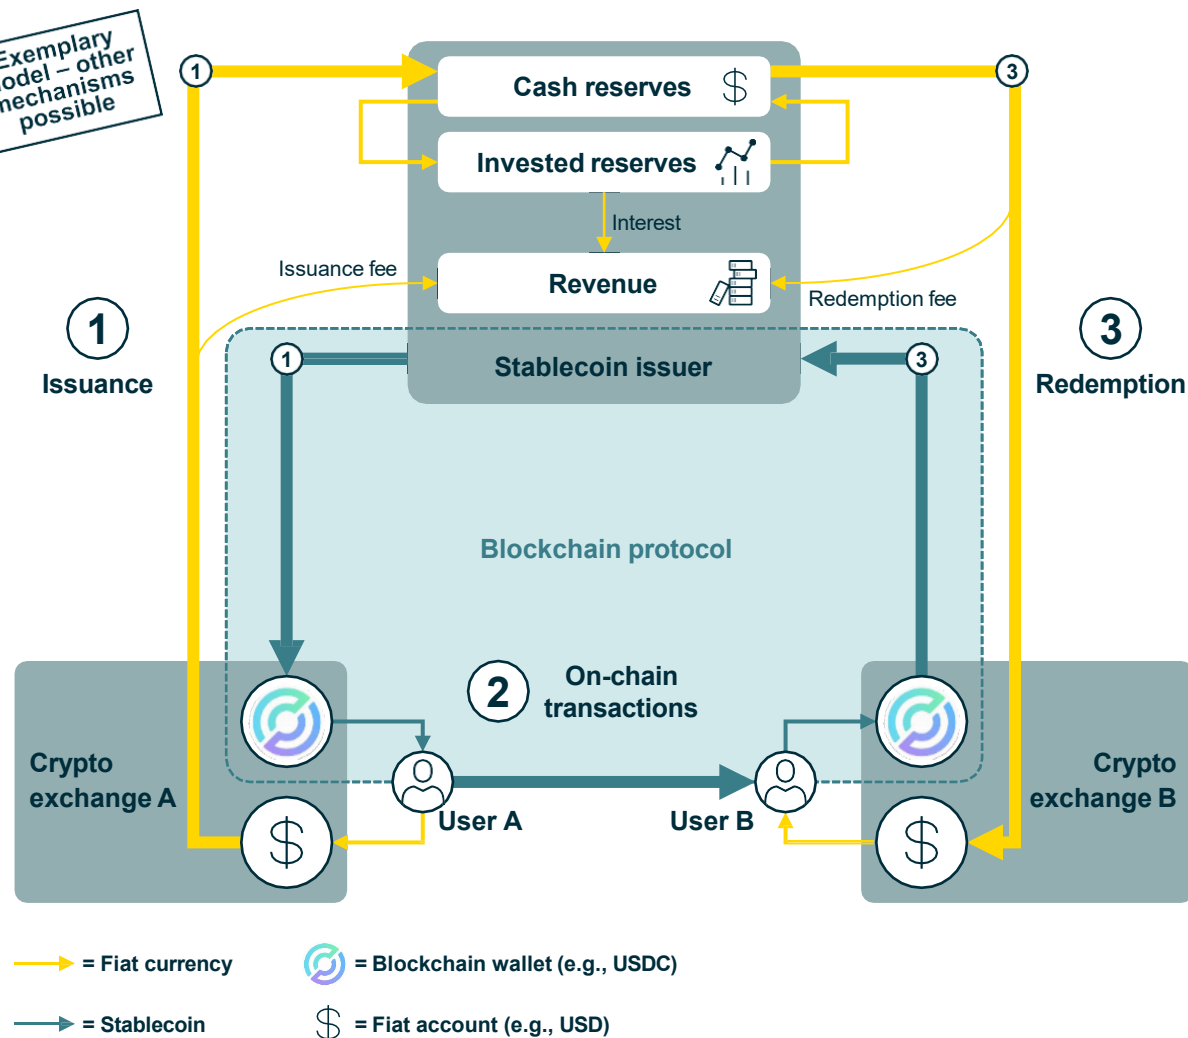 Exemplary
model – other
mechanisms
possible
1
Cash reserves
$
3
Invested reserves
Interest
Issuance fee
Revenue
Redemption fee
1
Issuance
1
Stablecoin issuer
3
3
Redemption
Blockchain protocol
2
On-chain
transactions
Crypto
exchange A
User A
User B
Crypto
exchange B
$
$
= Fiat currency
= Blockchain wallet (e.g., USDC)
= Stablecoin
$ = Fiat account (e.g., USD)